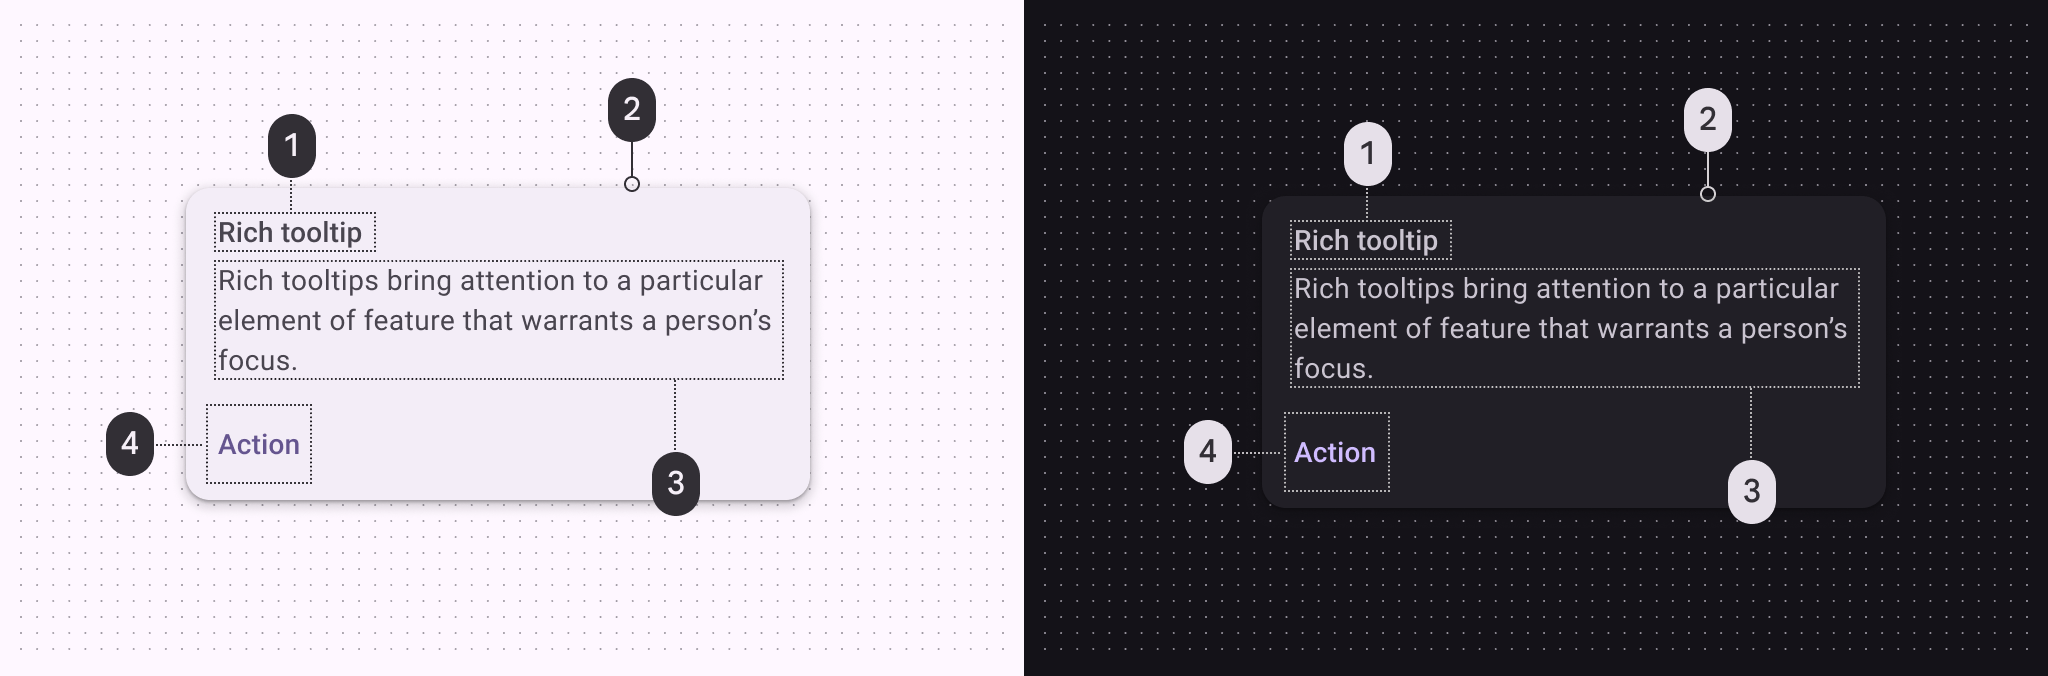 2
1
Rich tooltip
Rich tooltips bring attention to a particular
element of feature that warrants a person’s
focus.
4
Action
3
2
1
Rich tooltip
Rich tooltips bring attention to a particular
element of feature that warrants a person’s
focus.
4
Action
3